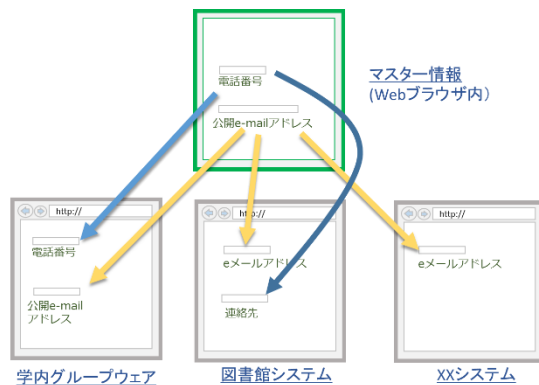 電話番号
公開e-mailアドレス
マスター情報
(Webブラウザ内)
http://
電話番号
公開e-mail
アドレス
学内グループウェア
http://
eメールアドレス
連絡先
図書館システム
http://
eメールアドレス
XXシステム